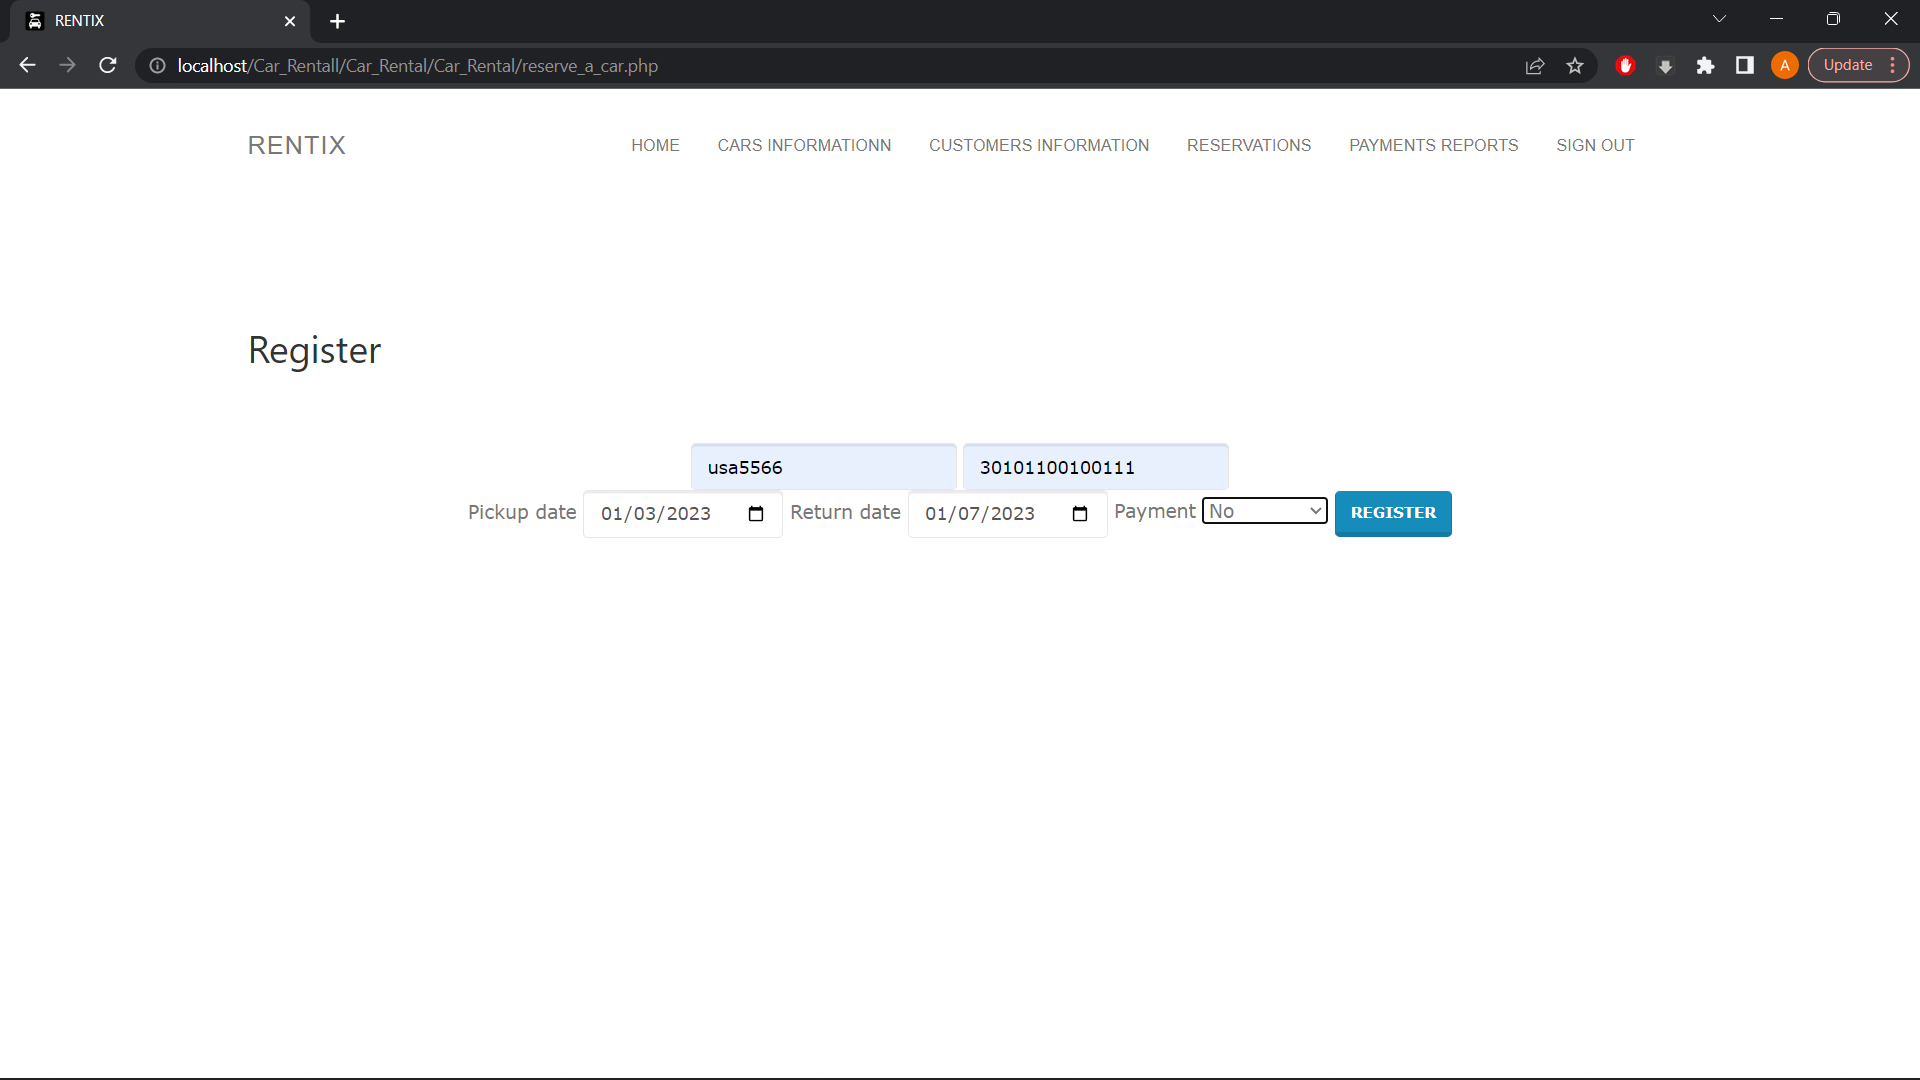 RENTIX
localhost/Car_Rentall/Car_Rental/Car_Rental/reserve_a_car.php
A
Update
RENTIX
HOME CARS INFORMATIONN CUSTOMERS INFORMATION RESERVATIONS PAYMENTS REPORTS SIGN OUT
Register
usa5566 30101100100111
Pickup date 01/03/2023 Return date 01/07/2023 Payment No REGISTER